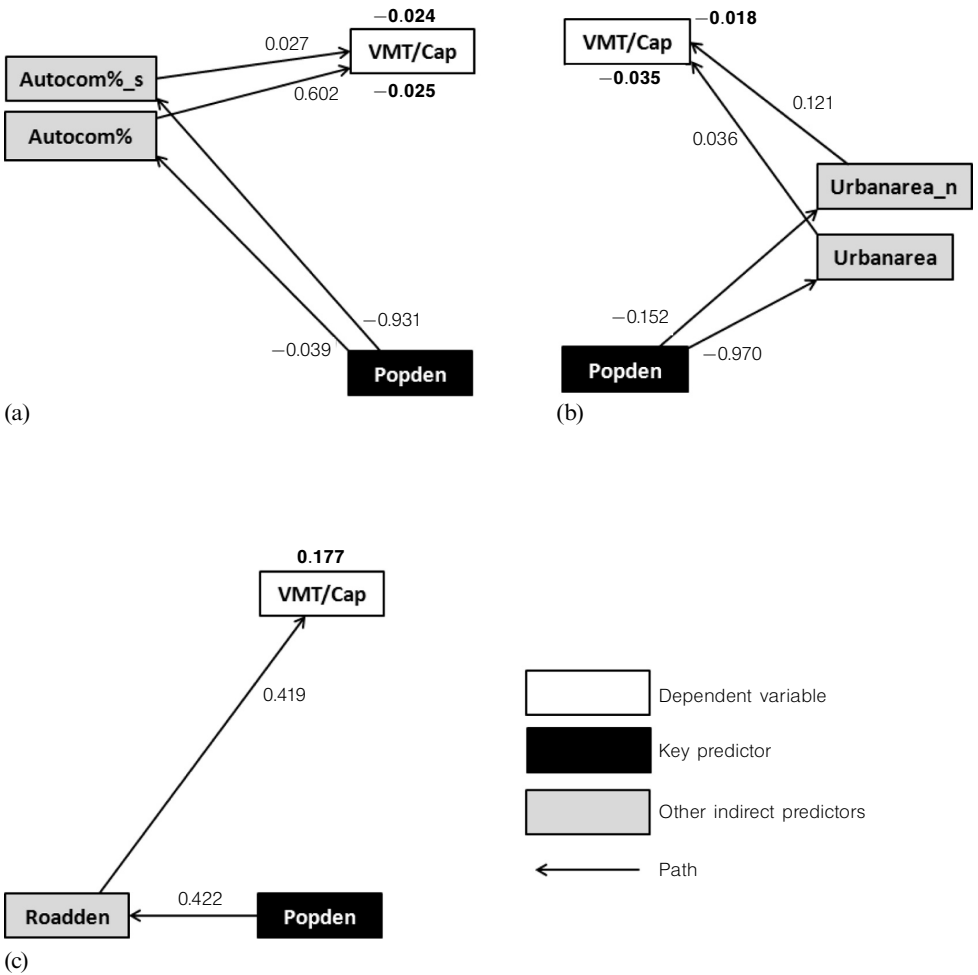 −0.024
0.027
VMT/Cap
Autocom%_s
0.602
−0.025
Autocom%
−0.931
−0.039
Popden
(a)
−0.018
VMT/Cap
−0.035
0.121
0.036
Urbanarea_n
Urbanarea
−0.152
−0.970
Popden
(b)
0.177
VMT/Cap
0.419
0.422
Roadden
Popden
(c)
Dependent variable
Key predictor
Other indirect predictors
Path